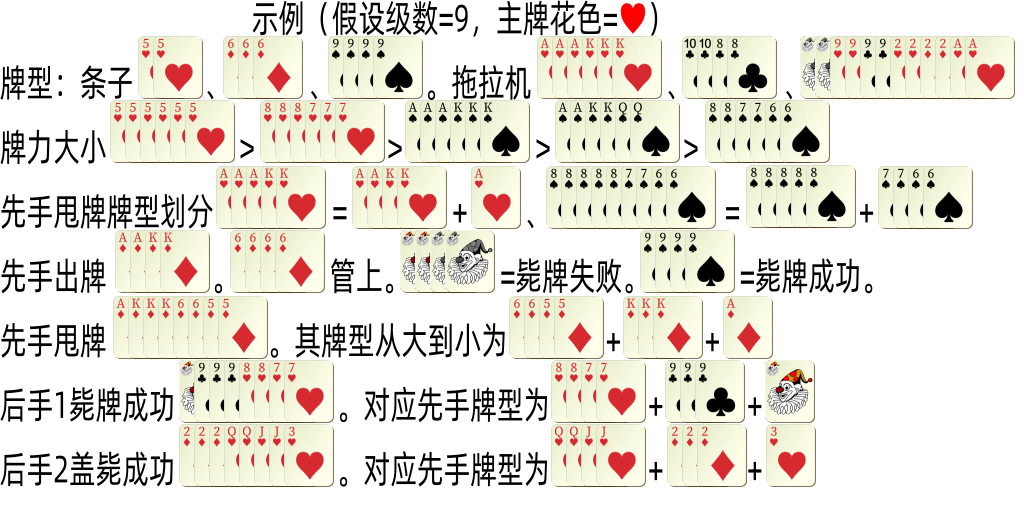 示例（假设级数=9，主牌花色=♥）
牌型：条子 5 5 、 6 6 6 、 9 9 9 9 。拖拉机 A A A K K K 、 10 10 8 8 、 9 9 9 9 2 2 2 2 A A
牌力大小 5 5 5 5 5 5 > 8 8 8 7 7 7 > A A A K K K > A A K K Q Q > 8 8 7 7 6 6
先手甩牌牌型划分 A A A K K = A A K K + A 、 8 8 8 8 8 7 7 6 6 = 8 8 8 8 8 + 7 7 6 6
先手出牌 A A K K 。 6 6 6 6 管上。 =毙牌失败。 9 9 9 9 =毙牌成功。
先手甩牌 A K K K 6 6 5 5 。其牌型从大到小为 6 6 5 5 + K K K + A
后手1毙牌成功 9 9 9 8 8 7 7 。对应先手牌型为 8 8 7 7 + 9 9 9 +
后手2盖毙成功 2 2 2 Q Q J J 3 。对应先手牌型为 Q Q J J + 2 2 2 + 3